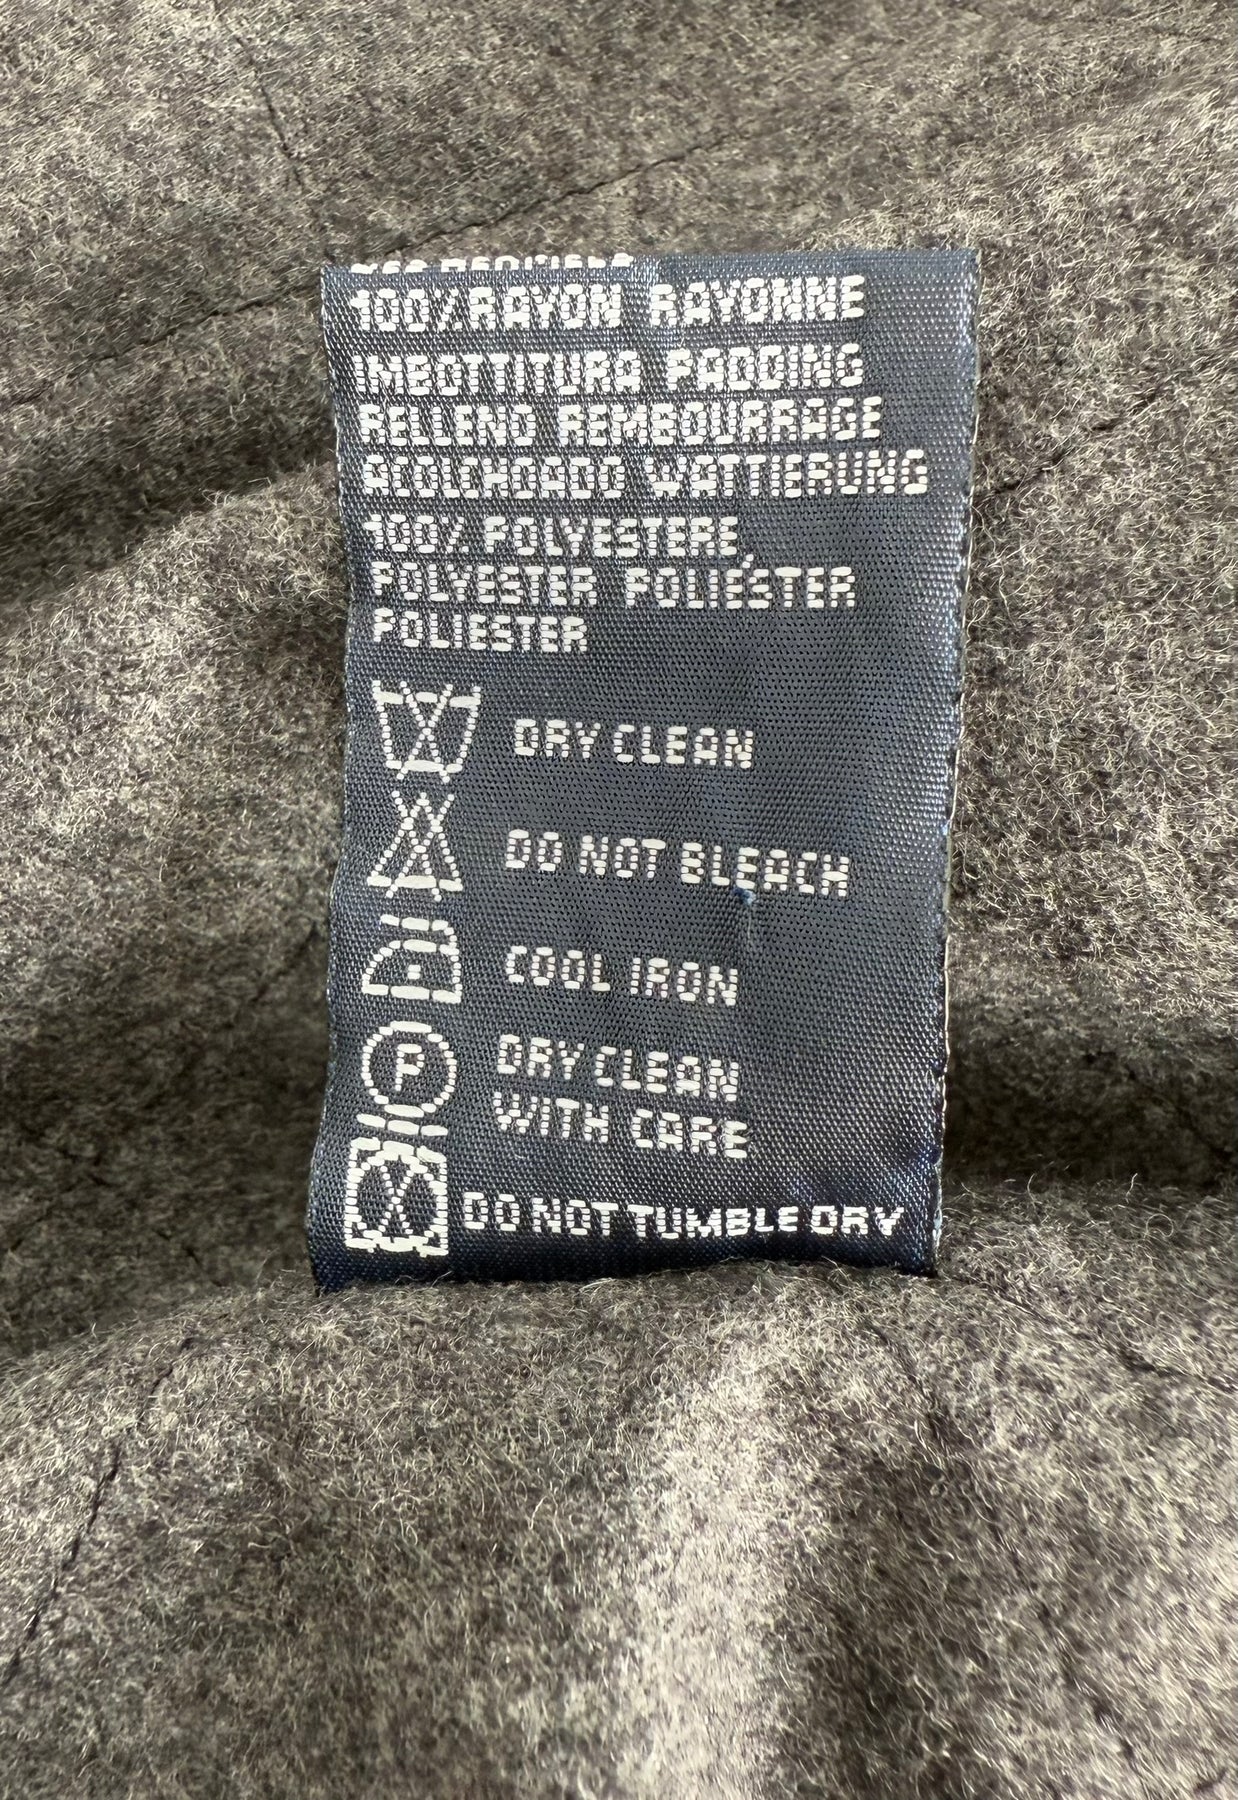 100% RAYON RAYONNE
IMBOTTITURA PADDING
RELLENO REMBOURRAGE
ACOLCHOADO WATTIERUNG
100% POLYESTERE,
POLYESTER POLIESTER
POLIESTER
DRY CLEAN
DO NOT BLEACH
COOL IRON
P DRY CLEAN
WITH CARE
DO NOT TUMBLE DRY